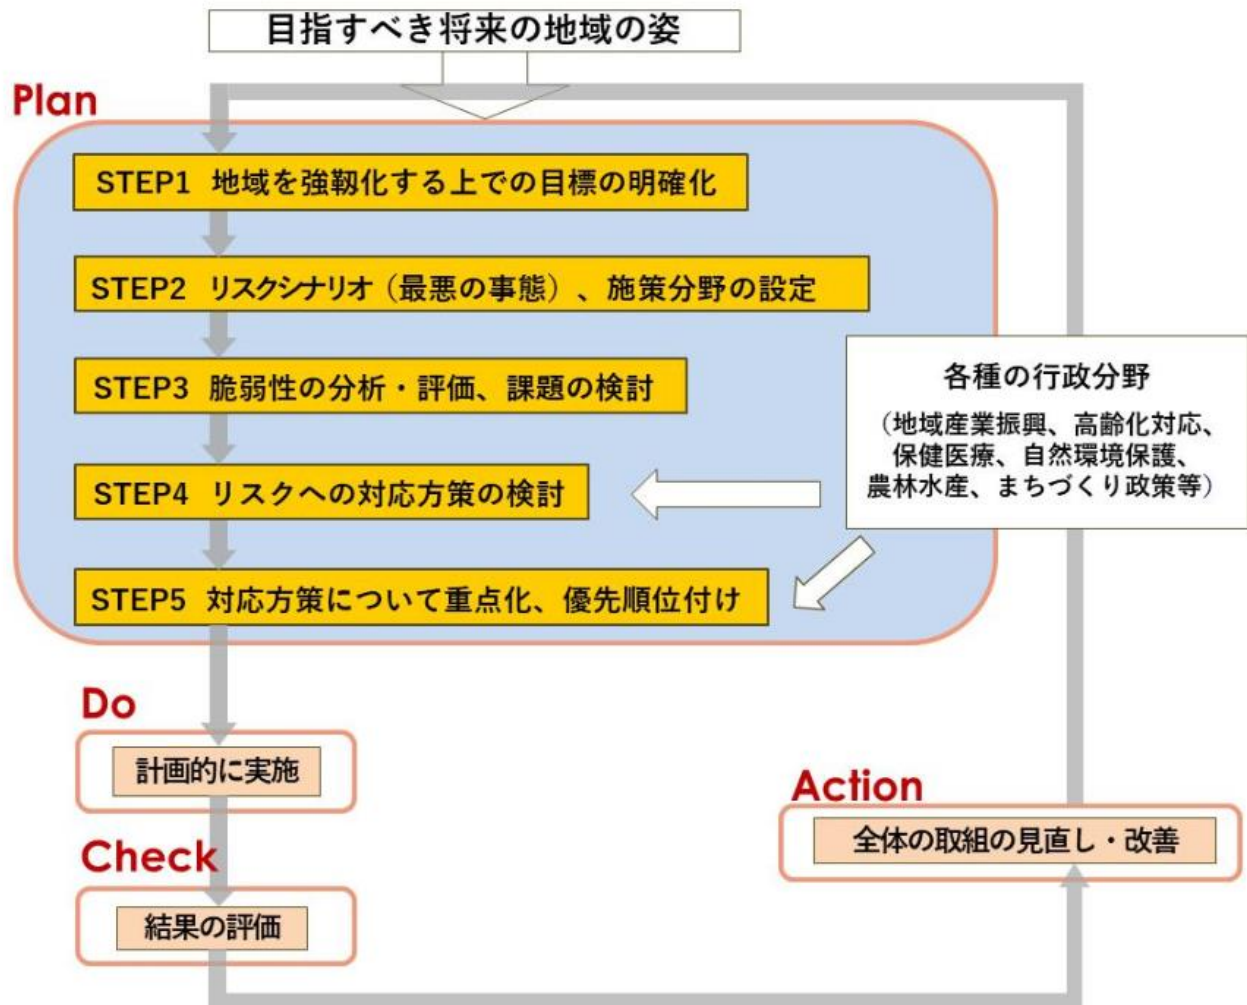 目指すべき将来の地域の姿
Plan
STEP1 地域を強靱化する上での目標の明確化
STEP2 リスクシナリオ（最悪の事態）、施策分野の設定
STEP3 脆弱性の分析・評価、課題の検討
各種の行政分野
（地域産業振興、高齢化対応、
保健医療、自然環境保護、
農林水産、まちづくり政策等）
STEP4 リスクへの対応方策の検討
STEP5 対応方策について重点化、優先順位付け
Do
計画的に実施
Check
結果の評価
Action
全体の取組の見直し・改善